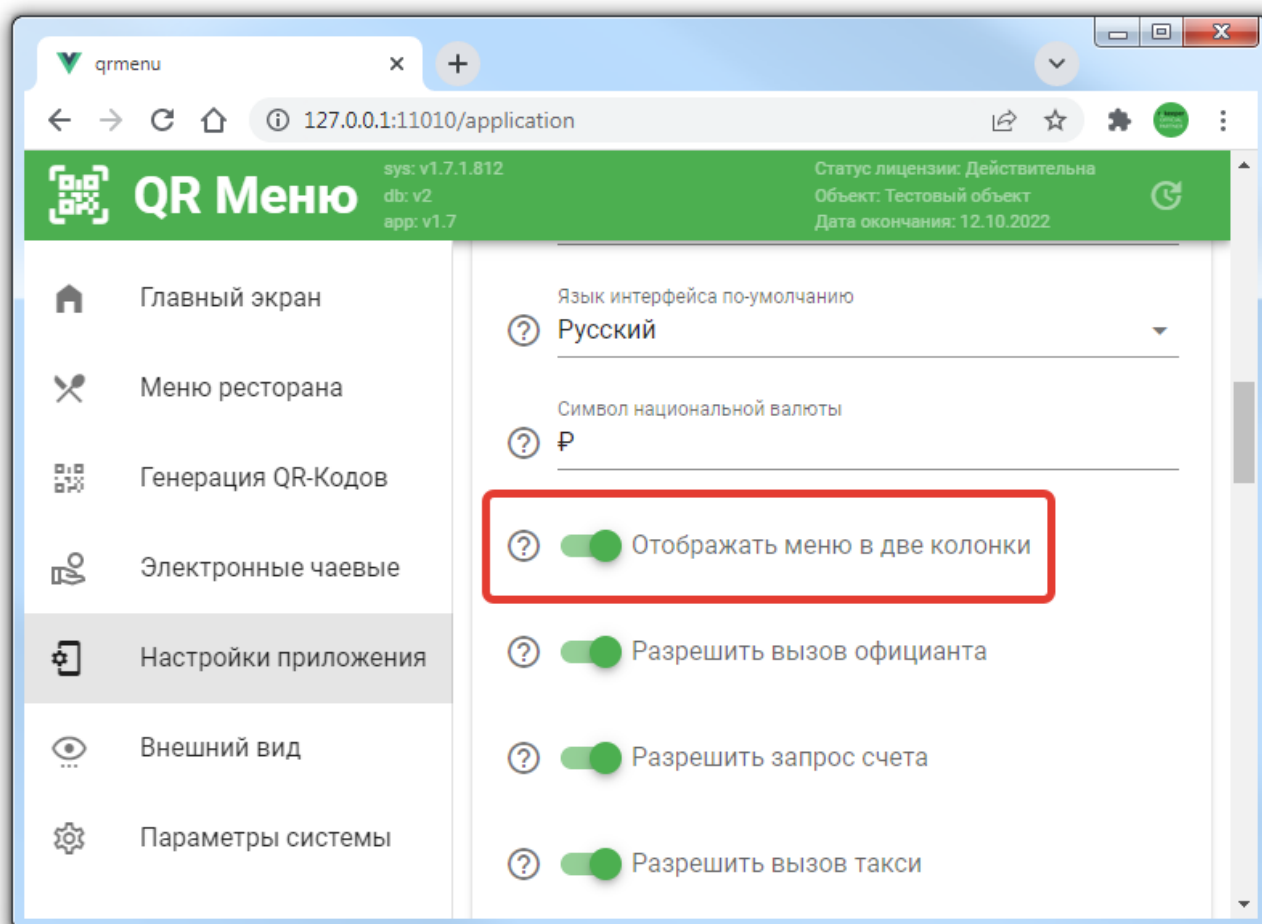 qrmenu
127.0.0.1:11010/application
QR Меню
sys: v1.7.1.812
db: v2
app: v1.7
Статус лицензии: Действительна
Объект: Тестовый объект
Дата окончания: 12.10.2022
Главный экран
Меню ресторана
Генерация QR-Кодов
Электронные чаевые
Настройки приложения
Внешний вид
Параметры системы
Язык интерфейса по-умолчанию
Русский
Символ национальной валюты
₽
Отображать меню в две колонки
Разрешить вызов официанта
Разрешить запрос счета
Разрешить вызов такси